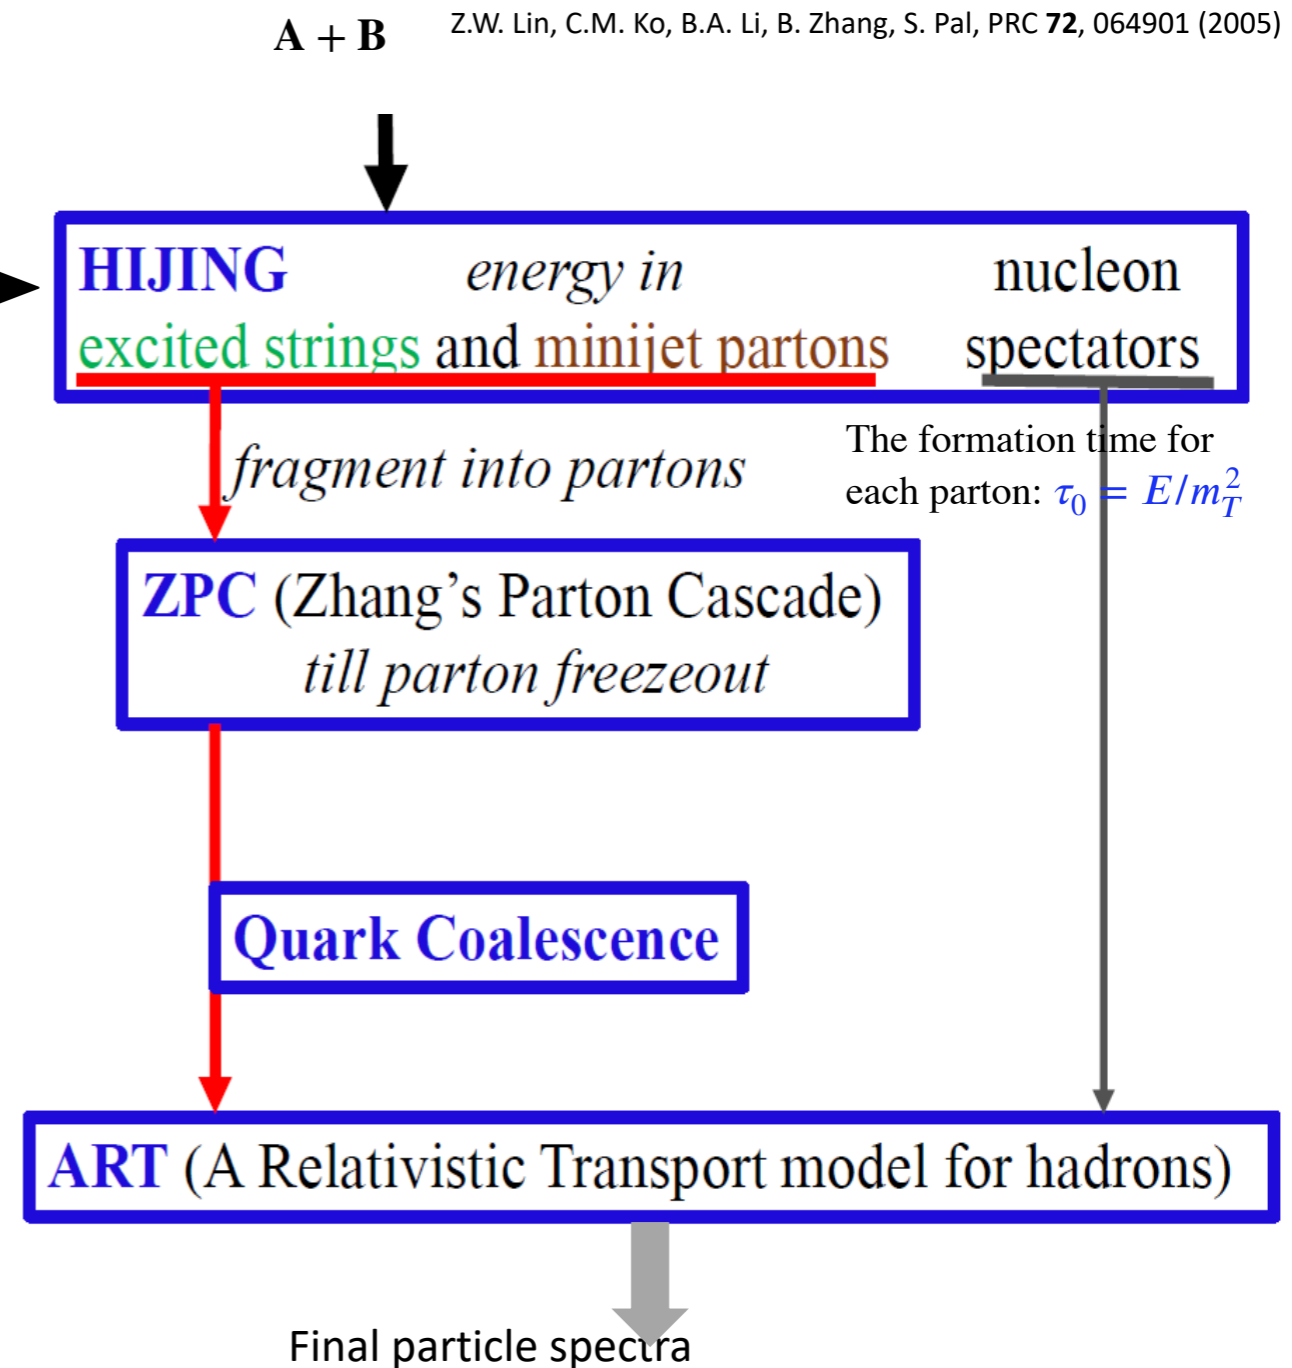 A + B
Z.W. Lin, C.M. Ko, B.A. Li, B. Zhang, S. Pal, PRC 72, 064901 (2005)
HIJING energy in nucleon
excited strings and minijet partons spectators
fragment into partons
The formation time for
each parton: τ₀ = E/m_T^2
ZPC (Zhang’s Parton Cascade)
till parton freezeout
Quark Coalescence
ART (A Relativistic Transport model for hadrons)
Final particle spectra